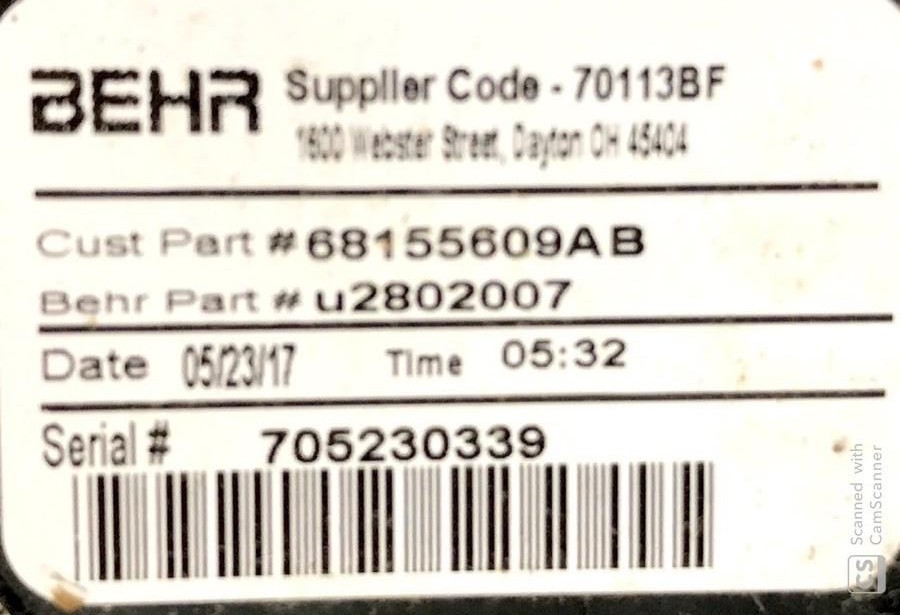 BEHR Supplier Code - 70113BF
1600 Webster Street, Dayton OH 45404
Cust Part #68155609AB
Behr Part # u2802007
Date 05/23/17 Time 05:32
Serial # 705230339
CS Scanned with
CamScanner